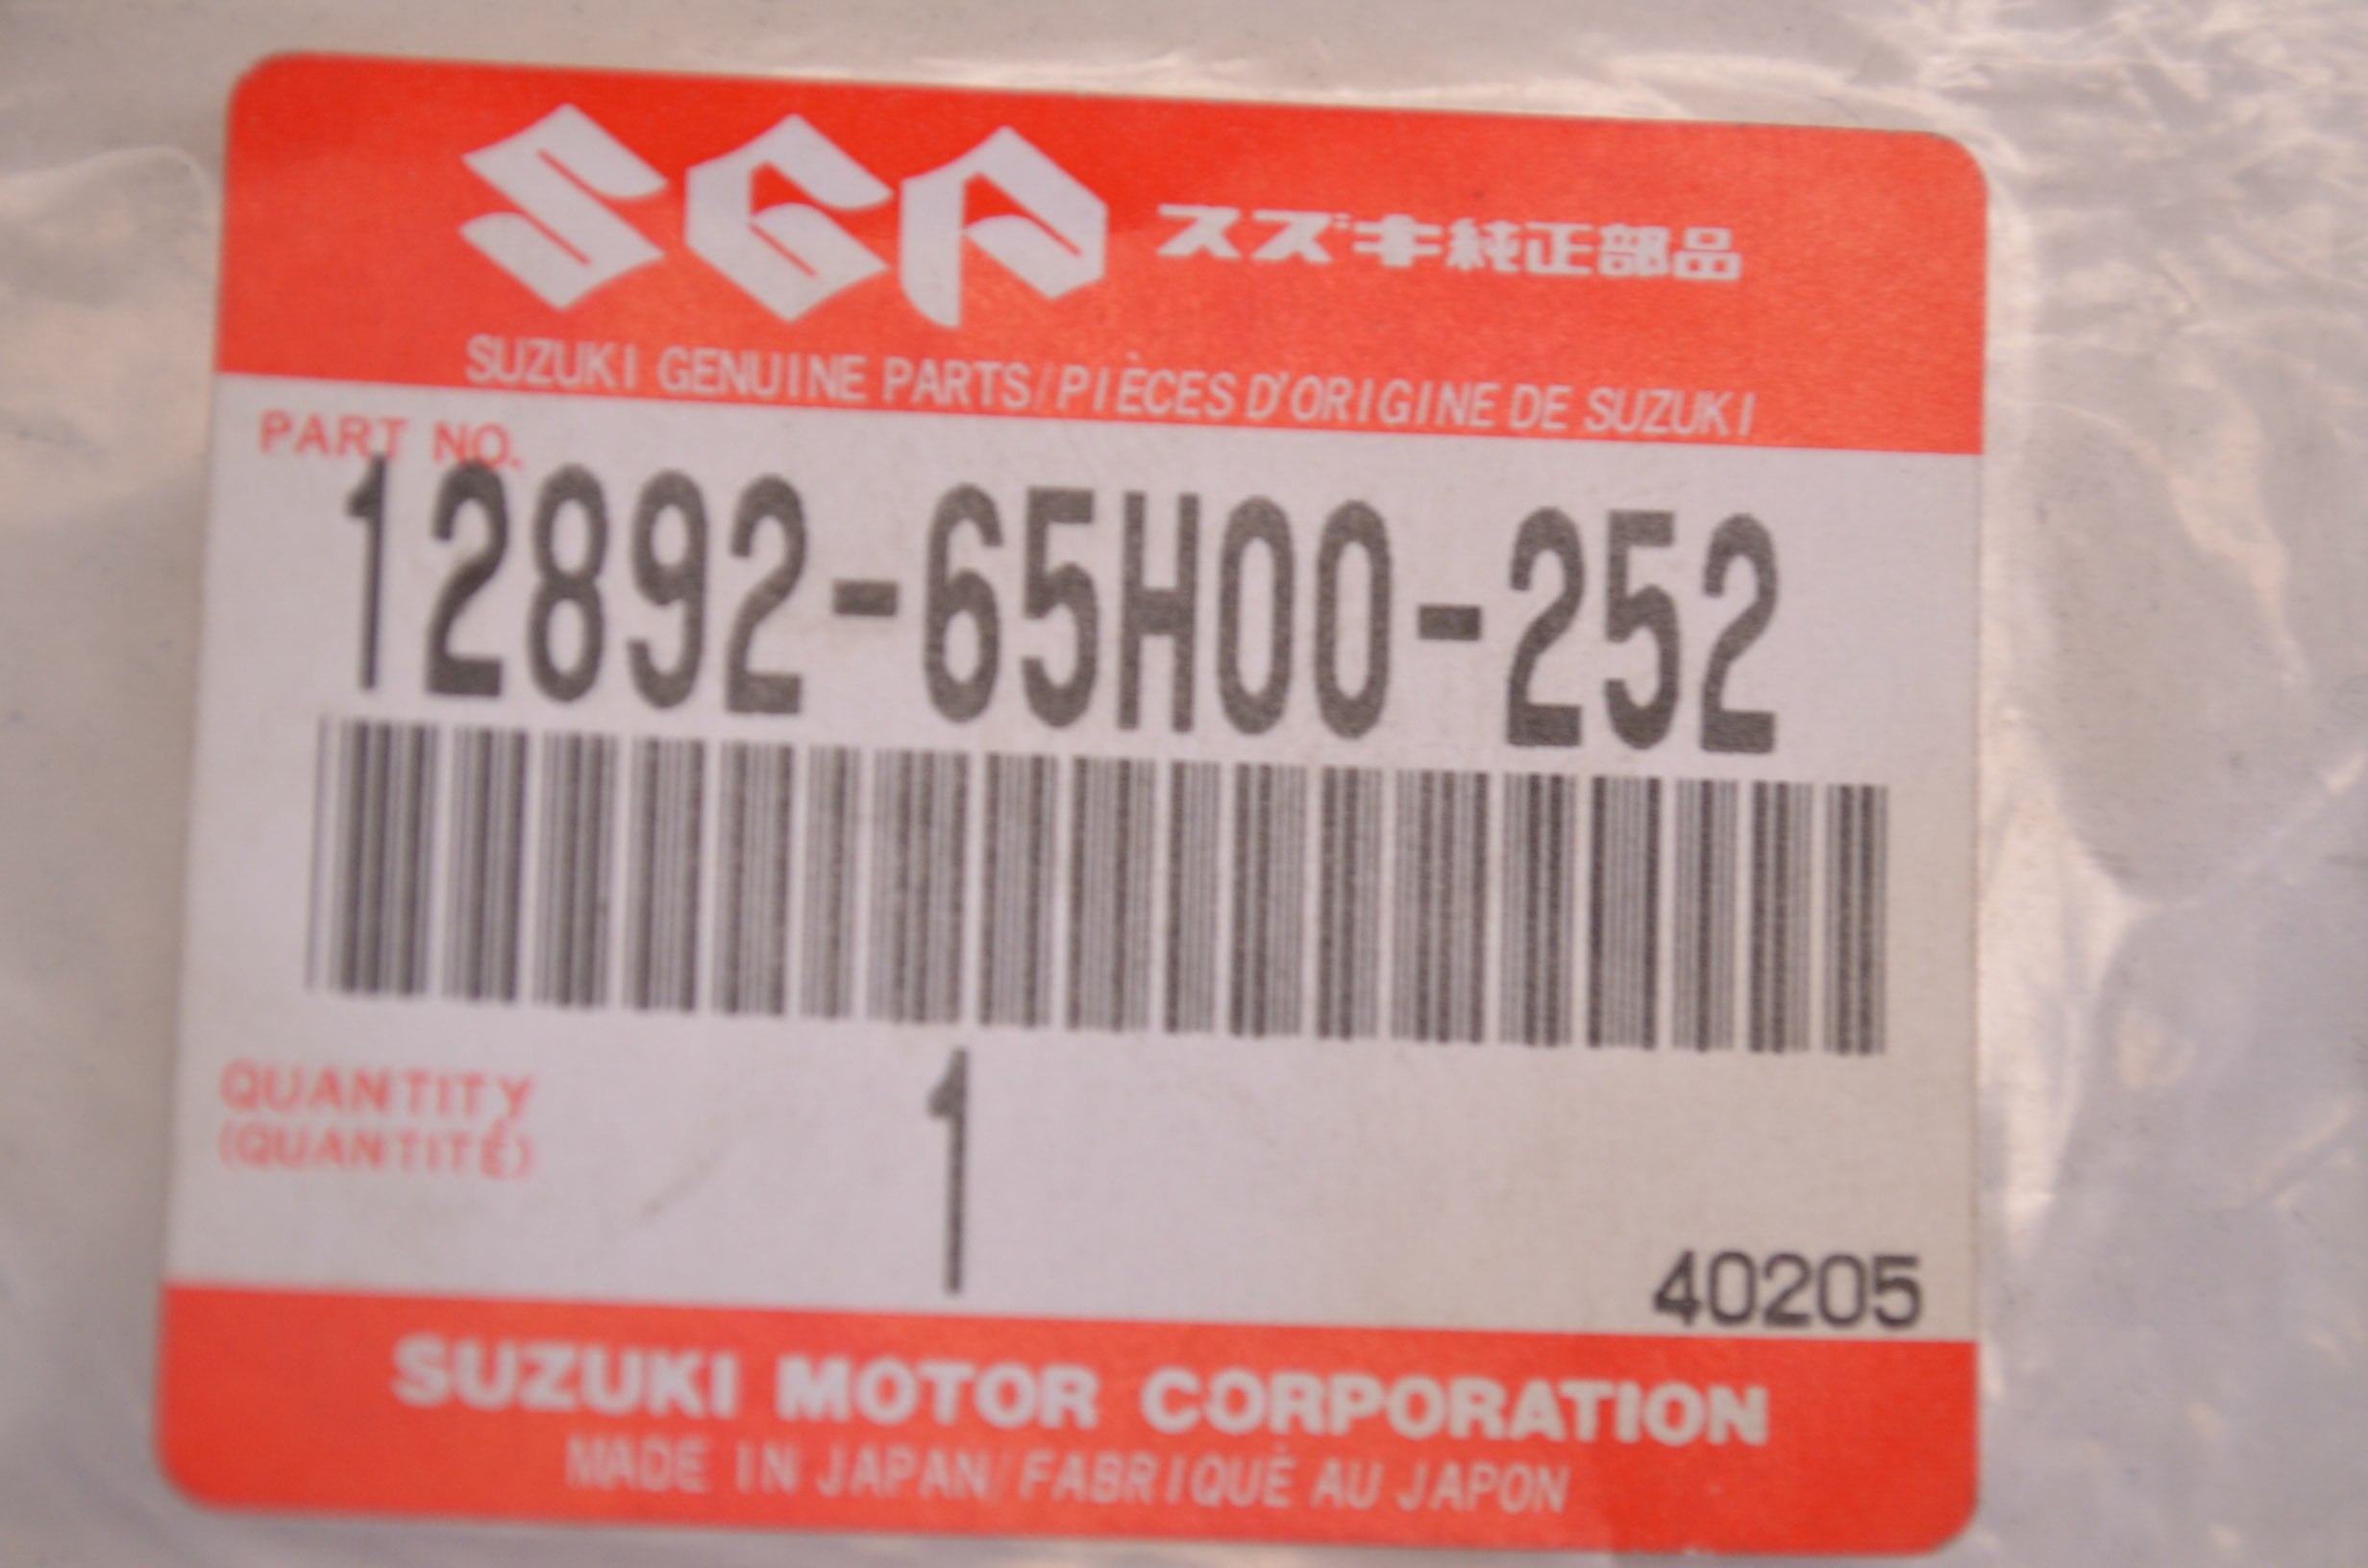 SGP スズキ純正部品
SUZUKI GENUINE PARTS/PIÈCES D'ORIGINE DE SUZUKI
PART NO.
12892-65H00-252
QUANTITY
(QUANTITÉ)
1
40205
SUZUKI MOTOR CORPORATION
MADE IN JAPAN/FABRIQUÉ AU JAPON